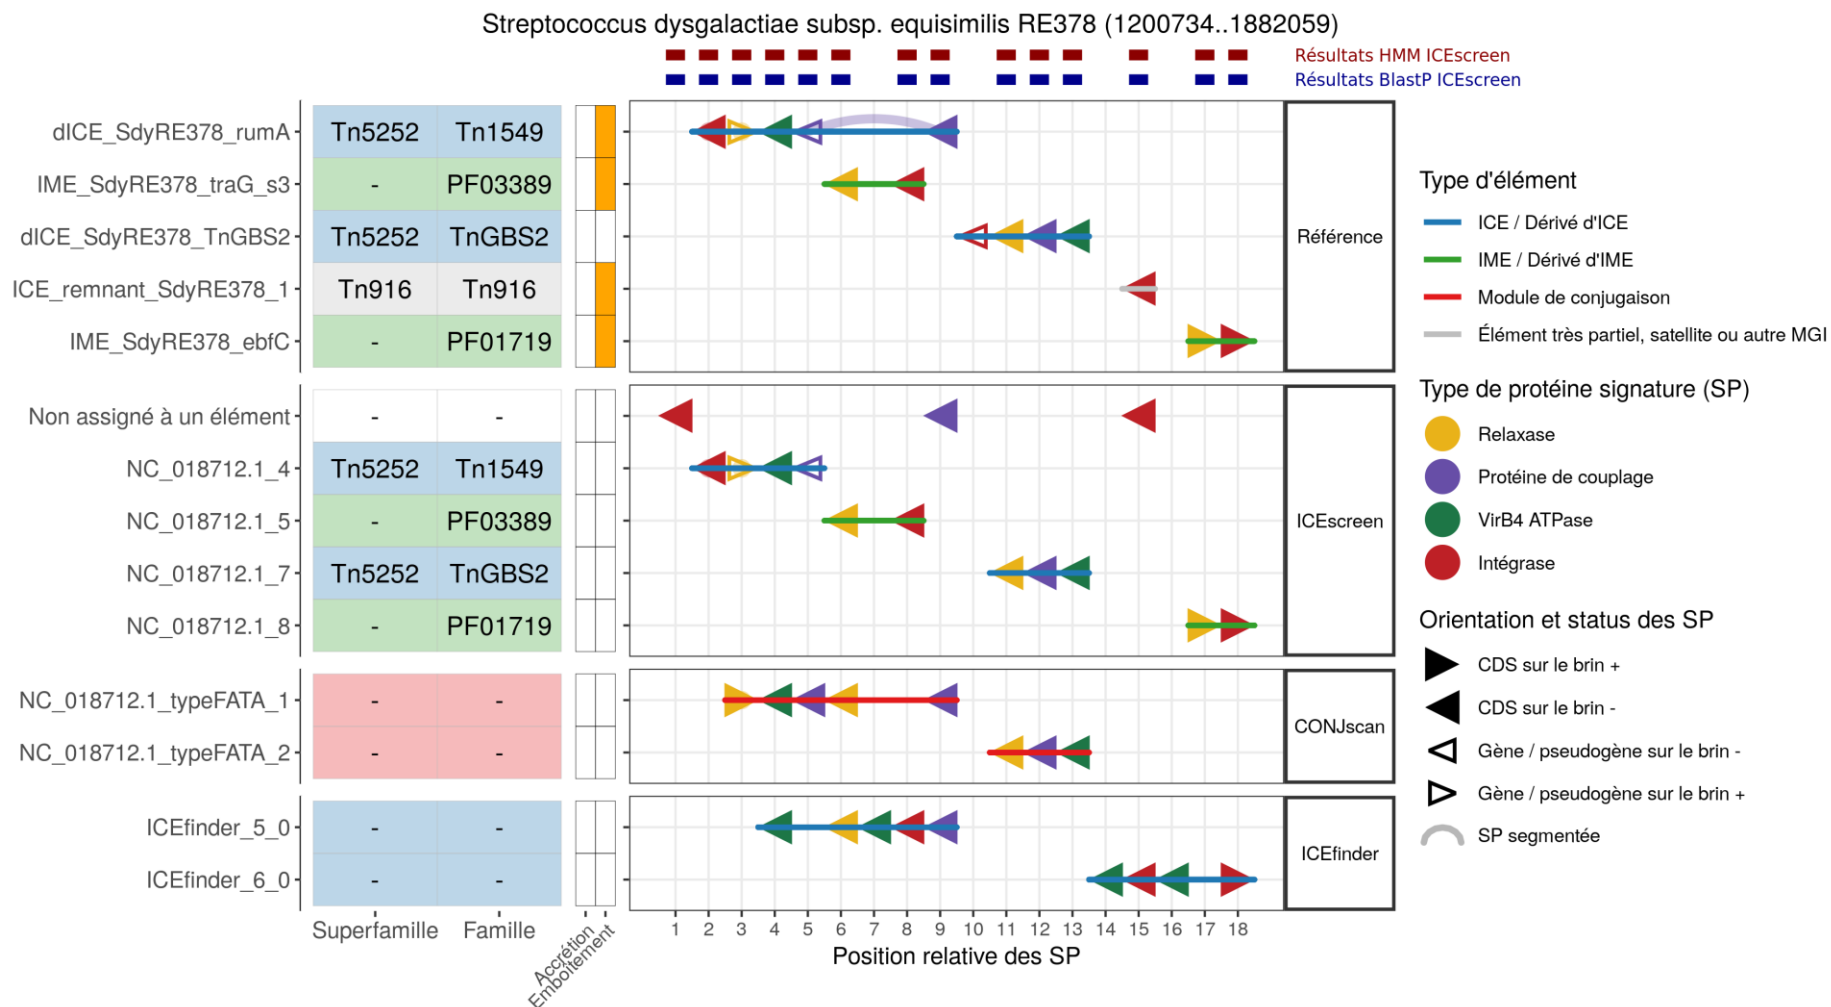 Streptococcus dysgalactiae subsp. equisimilis RE378 (1200734..1882059)
Résultats HMM ICEscreen
Résultats BlastP ICEscreen
dICE_SdyRE378_rumA Tn5252 Tn1549
IME_SdyRE378_traG_s3 - PF03389
dICE_SdyRE378_TnGBS2 Tn5252 TnGBS2
ICE_remnant_SdyRE378_1 Tn916 Tn916
IME_SdyRE378_ebfC - PF01719
Référence
Non assigné à un élément - -
NC_018712.1_4 Tn5252 Tn1549
NC_018712.1_5 - PF03389
NC_018712.1_7 Tn5252 TnGBS2
NC_018712.1_8 - PF01719
ICEscreen
NC_018712.1_typeFATA_1 - -
NC_018712.1_typeFATA_2 - -
CONJscan
ICEfinder_5_0 - -
ICEfinder_6_0 - -
ICEfinder
Superfamille Famille
Accrétion
Emboîtement
1 2 3 4 5 6 7 8 9 10 11 12 13 14 15 16 17 18
Position relative des SP
Type d'élément
ICE / Dérivé d'ICE
IME / Dérivé d'IME
Module de conjugaison
Élément très partiel, satellite ou autre MGI
Type de protéine signature (SP)
Relaxase
Protéine de couplage
VirB4 ATPase
Intégrase
Orientation et status des SP
CDS sur le brin +
CDS sur le brin -
Gène / pseudogène sur le brin -
Gène / pseudogène sur le brin +
SP segmentée